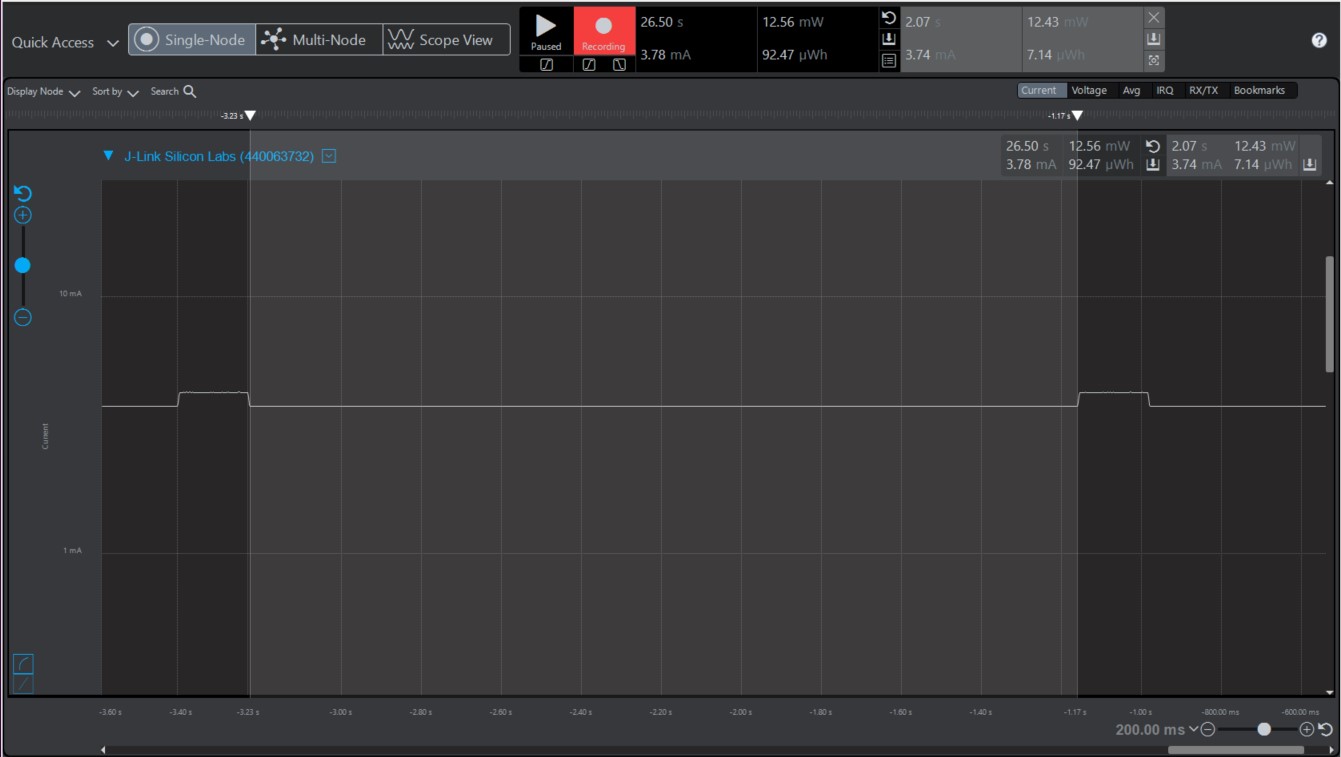 Quick Access
Single-Node
Multi-Node
Scope View
Paused
Recording
26.50 s
3.78 mA
12.56 mW
92.47 µWh
2.07 s
3.74 mA
12.43 mW
7.14 µWh
Display Node
Sort by
Search
Current
Voltage
Avg
IRQ
RX/TX
Bookmarks
-3.23 s
-1.17 s
J-Link Silicon Labs (440063732)
26.50 s 12.56 mW
3.78 mA 92.47 µWh
2.07 s 12.43 mW
3.74 mA 7.14 µWh
10 mA
Current
1 mA
-3.60 s -3.40 s -3.23 s -3.00 s -2.80 s -2.60 s -2.40 s -2.20 s -2.00 s -1.80 s -1.60 s -1.40 s -1.17 s -1.00 s -800.00 ms -600.00 ms
200.00 ms